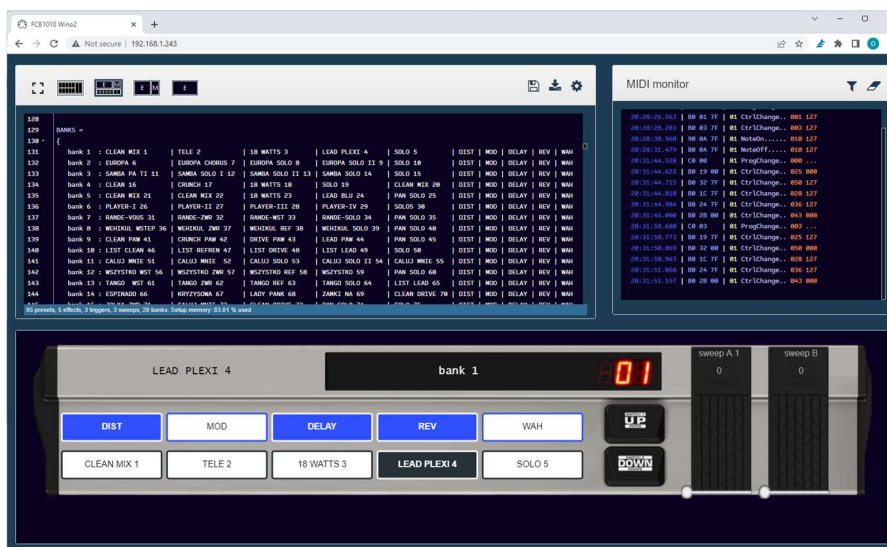 FCB1010 Wino2
Not secure 192.168.1.243
E M
E M
E
128
129 BANKS =
130 {
131 bank 1 : CLEAN MIX 1 | TELE 2 | 18 WATTS 3 | LEAD PLEXI 4 | SOLO 5 | DIST | MOD | DELAY | REV | WAH
132 bank 2 : EUROPA 6 | EUROPA CHORUS 7 | EUROPA SOLO 8 | EUROPA SOLO II 9 | SOLO 10 | DIST | MOD | DELAY | REV | WAH
133 bank 3 : SAMBA PA TI 11 | SAMBA SOLO I 12 | SAMBA SOLO II 13 | SAMBA SOLO 14 | SOLO 15 | DIST | MOD | DELAY | REV | WAH
134 bank 4 : CLEAN 16 | CRUNCH 17 | 18 WATTS 18 | SOLO 19 | CLEAN MIX 20 | DIST | MOD | DELAY | REV | WAH
135 bank 5 : CLEAN MIX 21 | CLEAN MIX 22 | 18 WATTS 23 | LEAD BLU 24 | PAN SOLO 25 | DIST | MOD | DELAY | REV | WAH
136 bank 6 : PLAYER-I 26 | PLAYER-II 27 | PLAYER-III 28 | PLAYER-IV 29 | SOLOS 30 | DIST | MOD | DELAY | REV | WAH
137 bank 7 : RANDE-VOUS 31 | RANDE-ZWR 32 | RANDE-WST 33 | RANDE-SOLO 34 | PAN SOLO 35 | DIST | MOD | DELAY | REV | WAH
138 bank 8 : WEHIKUL WSTEP 36 | WEHIKUL ZWR 37 | WEHIKUL REF 38 | WEHIKUL SOLO 39 | PAN SOLO 40 | DIST | MOD | DELAY | REV | WAH
139 bank 9 : CLEAN PAW 41 | CRUNCH PAW 42 | DRIVE PAW 43 | LEAD PAW 44 | PAN SOLO 45 | DIST | MOD | DELAY | REV | WAH
140 bank 10 : LIST CLEAN 46 | LIST REFREN 47 | LIST DRIVE 48 | LIST LEAD 49 | SOLO 50 | DIST | MOD | DELAY | REV | WAH
141 bank 11 : CALUJ MNIE 51 | CALUJ MNIE 52 | CALUJ SOLO 53 | CALUJ SOLO II 54 | CALUJ MNIE 55 | DIST | MOD | DELAY | REV | WAH
142 bank 12 : WSZYSTKO WST 56 | WSZYSTKO ZWR 57 | WSZYSTKO REF 58 | WSZYSTKO 59 | PAN SOLO 60 | DIST | MOD | DELAY | REV | WAH
143 bank 13 : TANGO WST 61 | TANGO ZWR 62 | TANGO REF 63 | TANGO SOLO 64 | LIST LEAD 65 | DIST | MOD | DELAY | REV | WAH
144 bank 14 : ESPINADO 66 | KRYZYSOWA 67 | LADY PANK 68 | ZAMKI NA 69 | CLEAN DRIVE 70 | DIST | MOD | DELAY | REV | WAH
95 presets, 5 effects, 3 triggers, 3 sweeps, 20 banks. Setup memory: 83.01 % used
MIDI monitor
20:28:26.563 | B0 01 7F | 01 CtrlChange.. 001 127
20:28:28.283 | B0 03 7F | 01 CtrlChange.. 003 127
20:28:30.968 | 90 0A 7F | 01 NoteOn...... 010 127
20:28:31.479 | 80 0A 7F | 01 NoteOff..... 010 127
20:31:44.528 | C0 00 | 01 ProgChange.. 000 ...
20:31:44.622 | B0 19 00 | 01 CtrlChange.. 025 000
20:31:44.715 | B0 32 7F | 01 CtrlChange.. 050 127
20:31:44.810 | B0 1C 7F | 01 CtrlChange.. 028 127
20:31:44.904 | B0 24 7F | 01 CtrlChange.. 036 127
20:31:45.000 | B0 2B 00 | 01 CtrlChange.. 043 000
20:31:50.680 | C0 03 | 01 ProgChange.. 003 ...
20:31:50.773 | B0 19 7F | 01 CtrlChange.. 025 127
20:31:50.869 | B0 32 00 | 01 CtrlChange.. 050 000
20:31:50.963 | B0 1C 7F | 01 CtrlChange.. 028 127
20:31:51.060 | B0 24 7F | 01 CtrlChange.. 036 127
20:31:51.157 | B0 2B 00 | 01 CtrlChange.. 043 000
LEAD PLEXI 4
bank 1
01
sweep A 1
0
sweep B
0
DIST
MOD
DELAY
REV
WAH
UP
CLEAN MIX 1
TELE 2
18 WATTS 3
LEAD PLEXI 4
SOLO 5
DOWN